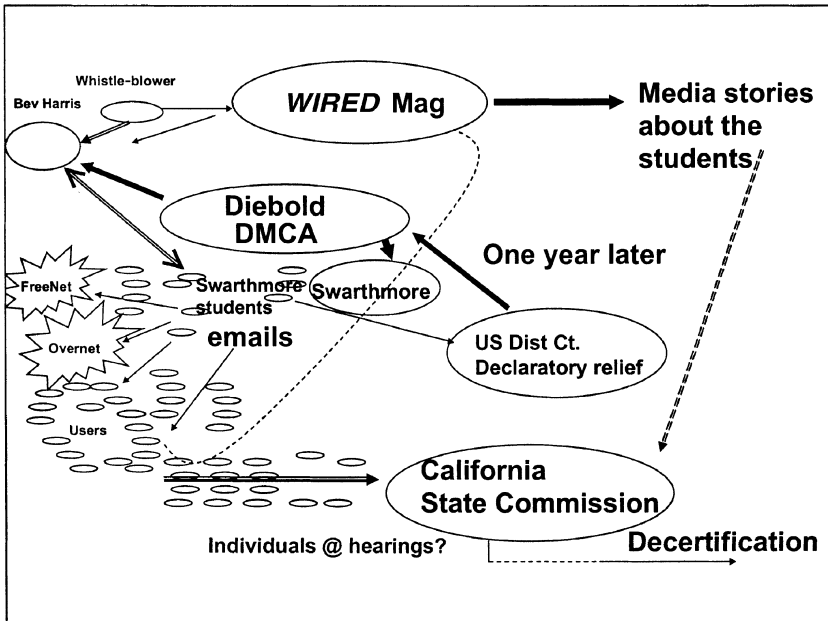 Whistle-blower
Bev Harris
WIRED Mag
Media stories
about the
students
Diebold
DMCA
One year later
FreeNet
Swarthmore
students
Swarthmore
emails
Overnet
US Dist Ct.
Declaratory relief
Users
California
State Commission
Individuals @ hearings?
Decertification